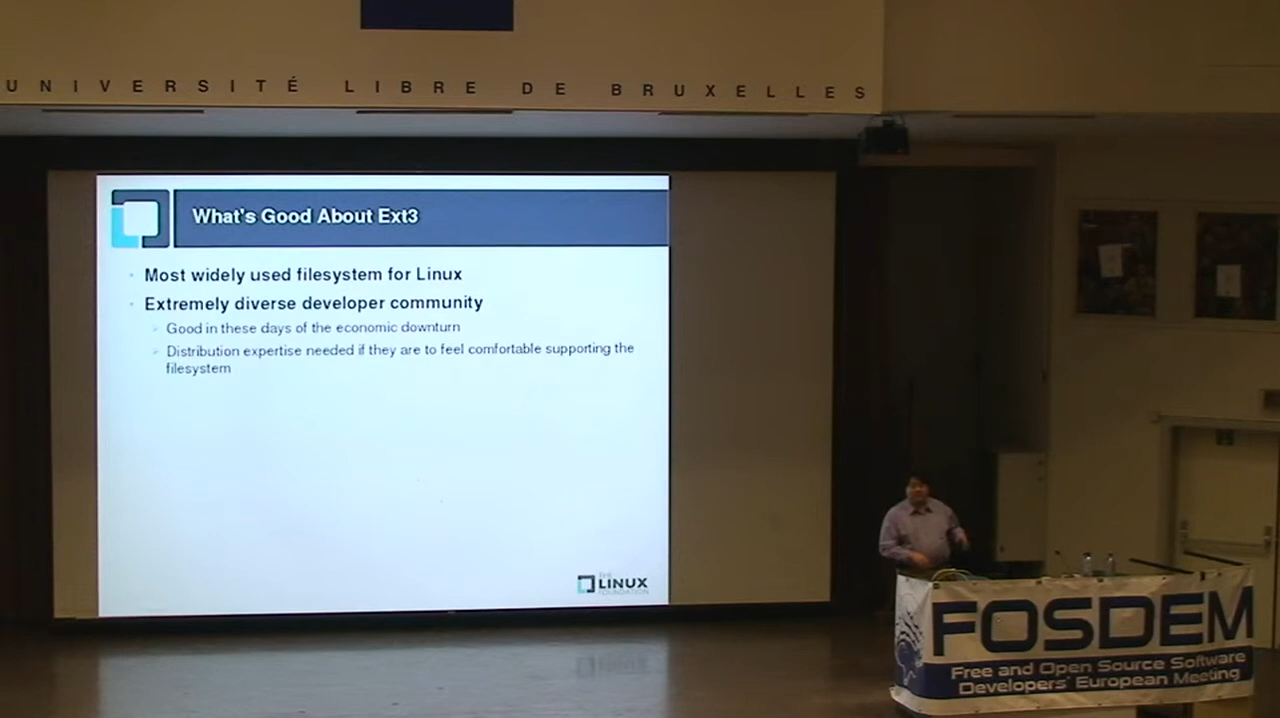 UNIVERSITÉ LIBRE DE BRUXELLES
What's Good About Ext3
Most widely used filesystem for Linux
Extremely diverse developer community
Good in these days of the economic downturn
Distribution expertise needed if they are to feel comfortable supporting the
filesystem
THE
LINUX
FOUNDATION
FOSDEM
Free and Open Source Software
Developers' European Meeting